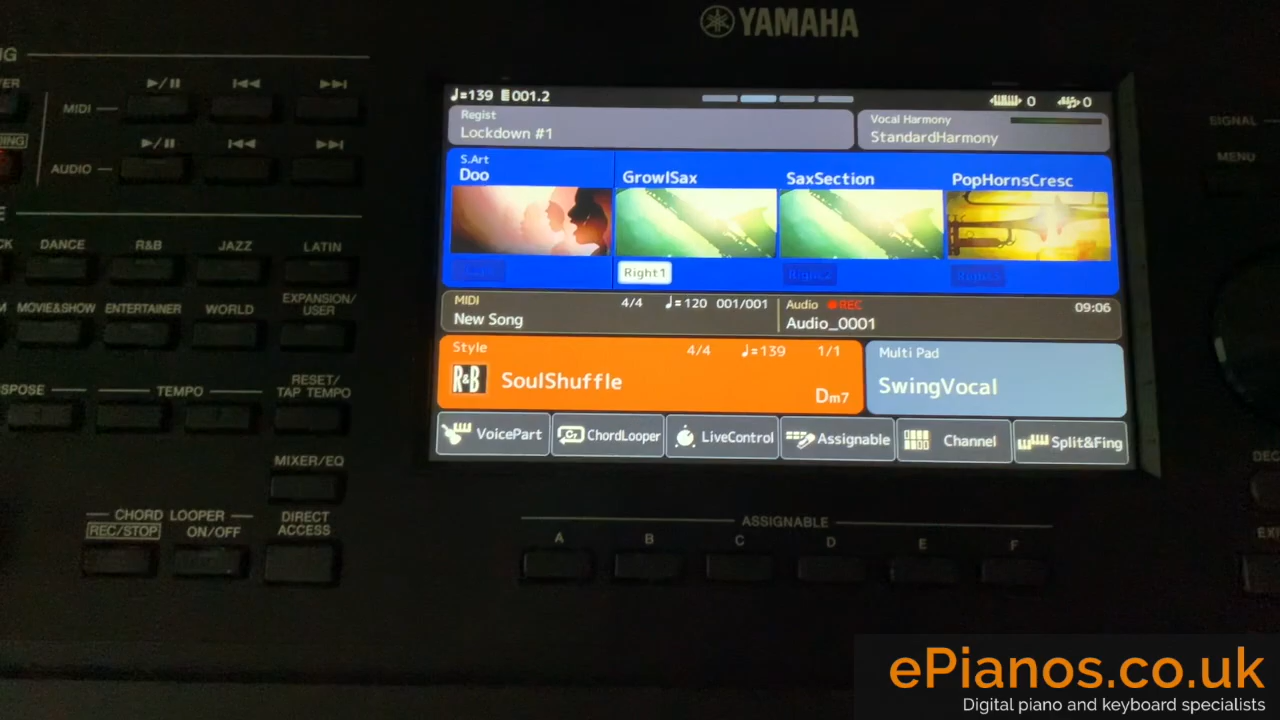 YAMAHA
MIDI
AUDIO
DANCE
R&B
JAZZ
LATIN
MOVIE&SHOW
ENTERTAINER
WORLD
EXPANSION/
USER
TEMPO
RESET/
TAP TEMPO
MIXER/EQ
CHORD LOOPER
REC/STOP
ON/OFF
DIRECT
ACCESS
♩=139 001.2
0 0
Regist
Lockdown #1
Vocal Harmony
StandardHarmony
S.Art
Doo
GrowlSax
SaxSection
PopHornsCresc
Right1
Right2
Right3
MIDI 4/4 ♩=120 001/001
New Song
Audio REC 09:06
Audio_0001
Style 4/4 ♩=139 1/1
R&B SoulShuffle
Dm7
Multi Pad
SwingVocal
VoicePart
ChordLooper
LiveControl
Assignable
Channel
Split&Fing
ASSIGNABLE
A B C D E F
SIGNAL
MENU
ePianos.co.uk
Digital piano and keyboard specialists